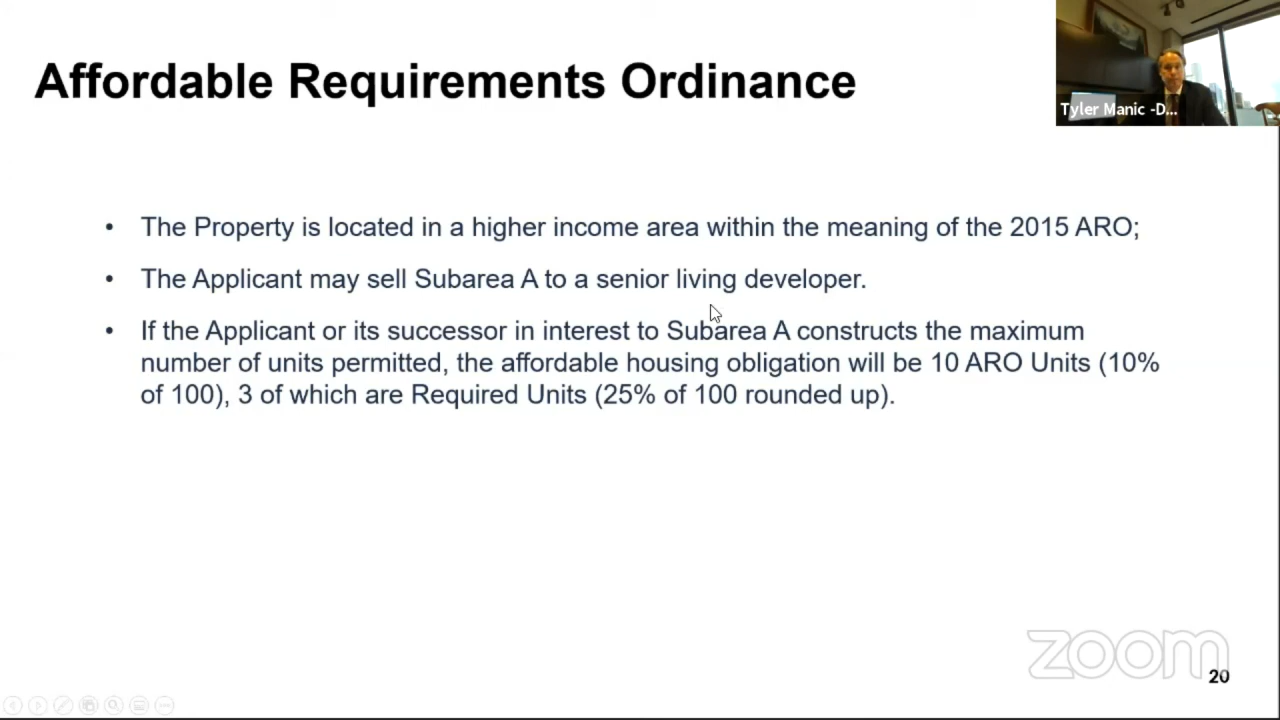 Affordable Requirements Ordinance
Tyler Manic -D...
• The Property is located in a higher income area within the meaning of the 2015 ARO;
• The Applicant may sell Subarea A to a senior living developer.
• If the Applicant or its successor in interest to Subarea A constructs the maximum
number of units permitted, the affordable housing obligation will be 10 ARO Units (10%
of 100), 3 of which are Required Units (25% of 100 rounded up).
zoom
20